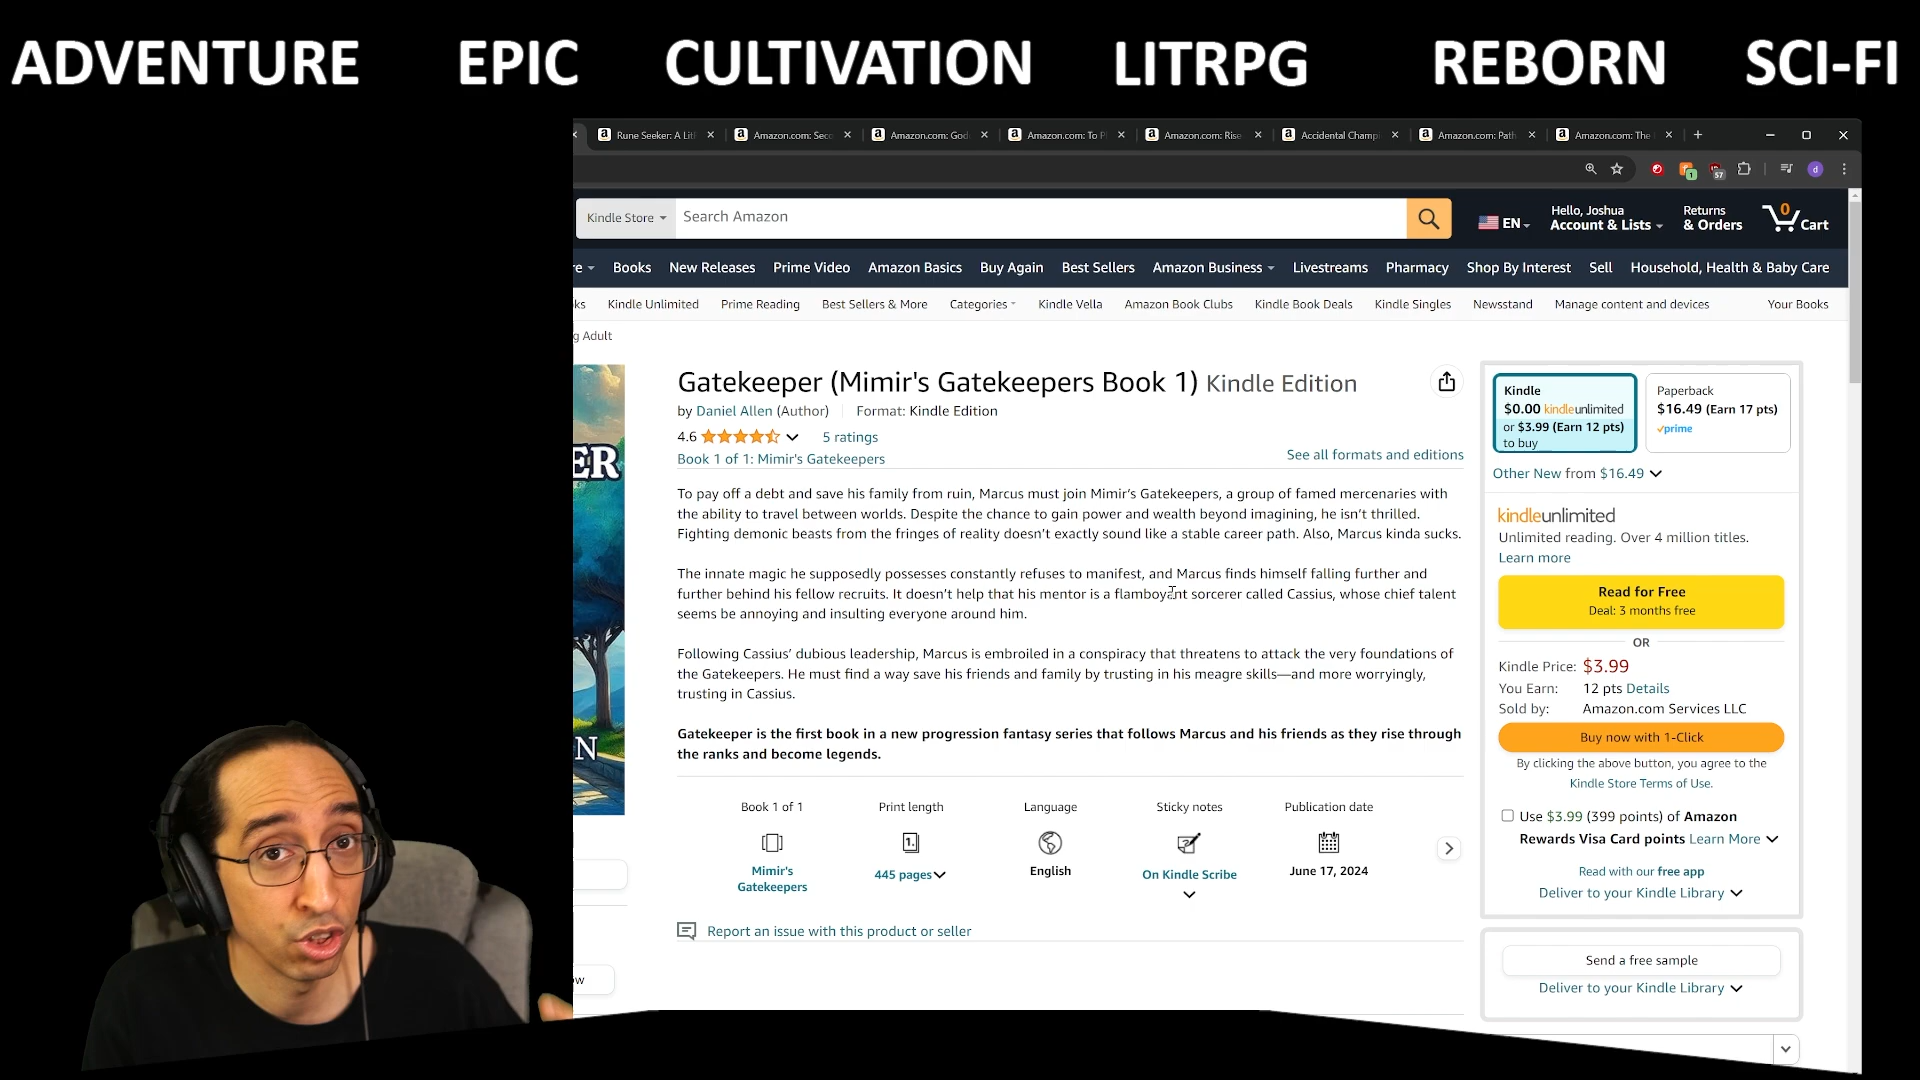 ADVENTURE EPIC CULTIVATION LITRPG REBORN SCI-FI
Rune Seeker: A Lit Amazon.com: Seco Amazon.com: God Amazon.com: To P Amazon.com: Rise Accidental Champi Amazon.com: Path Amazon.com: The
1 57 d
Kindle Store Search Amazon EN Hello, Joshua Account & Lists Returns & Orders 0 Cart
re Books New Releases Prime Video Amazon Basics Buy Again Best Sellers Amazon Business Livestreams Pharmacy Shop By Interest Sell Household, Health & Baby Care
ks Kindle Unlimited Prime Reading Best Sellers & More Categories Kindle Vella Amazon Book Clubs Kindle Book Deals Kindle Singles Newsstand Manage content and devices Your Books
g Adult
ER
N
ow
Gatekeeper (Mimir's Gatekeepers Book 1) Kindle Edition
by Daniel Allen (Author) Format: Kindle Edition
4.6 5 ratings
Book 1 of 1: Mimir's Gatekeepers
See all formats and editions
To pay off a debt and save his family from ruin, Marcus must join Mimir’s Gatekeepers, a group of famed mercenaries with
the ability to travel between worlds. Despite the chance to gain power and wealth beyond imagining, he isn’t thrilled.
Fighting demonic beasts from the fringes of reality doesn’t exactly sound like a stable career path. Also, Marcus kinda sucks.
The innate magic he supposedly possesses constantly refuses to manifest, and Marcus finds himself falling further and
further behind his fellow recruits. It doesn’t help that his mentor is a flamboyant sorcerer called Cassius, whose chief talent
seems be annoying and insulting everyone around him.
Following Cassius’ dubious leadership, Marcus is embroiled in a conspiracy that threatens to attack the very foundations of
the Gatekeepers. He must find a way save his friends and family by trusting in his meagre skills—and more worryingly,
trusting in Cassius.
Gatekeeper is the first book in a new progression fantasy series that follows Marcus and his friends as they rise through
the ranks and become legends.
Book 1 of 1 Print length Language Sticky notes Publication date
1.
Mimir's
Gatekeepers
445 pages
English
On Kindle Scribe
June 17, 2024
Report an issue with this product or seller
Kindle
$0.00 kindleunlimited
or $3.99 (Earn 12 pts)
to buy
Paperback
$16.49 (Earn 17 pts)
prime
Other New from $16.49
kindleunlimited
Unlimited reading. Over 4 million titles.
Learn more
Read for Free
Deal: 3 months free
OR
Kindle Price: $3.99
You Earn: 12 pts Details
Sold by: Amazon.com Services LLC
Buy now with 1-Click
By clicking the above button, you agree to the
Kindle Store Terms of Use.
Use $3.99 (399 points) of Amazon
Rewards Visa Card points Learn More
Read with our free app
Deliver to your Kindle Library
Send a free sample
Deliver to your Kindle Library